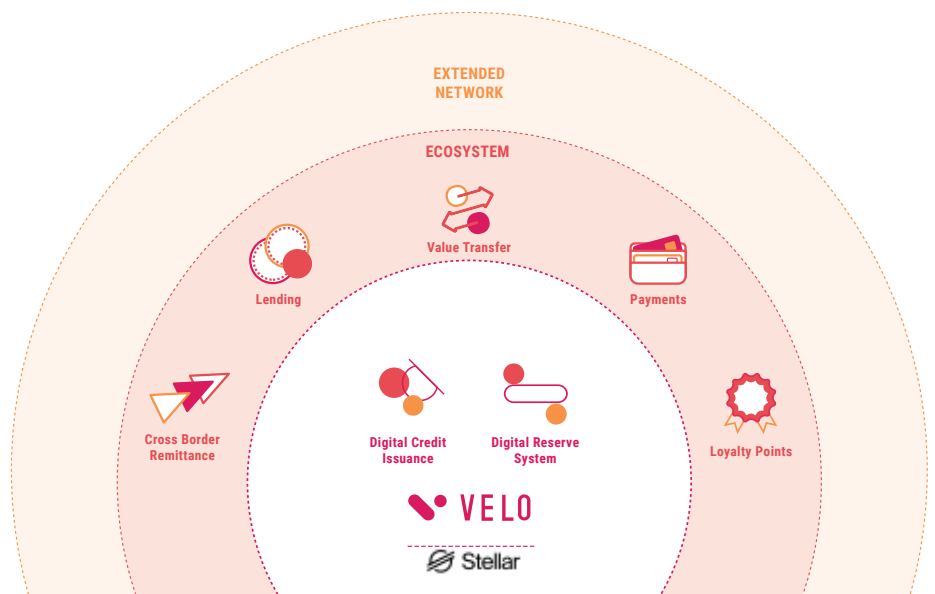 EXTENDED
NETWORK
ECOSYSTEM
Value Transfer
Lending
Payments
Cross Border
Remittance
Loyalty Points
Digital Credit
Issuance
Digital Reserve
System
VELO
Stellar